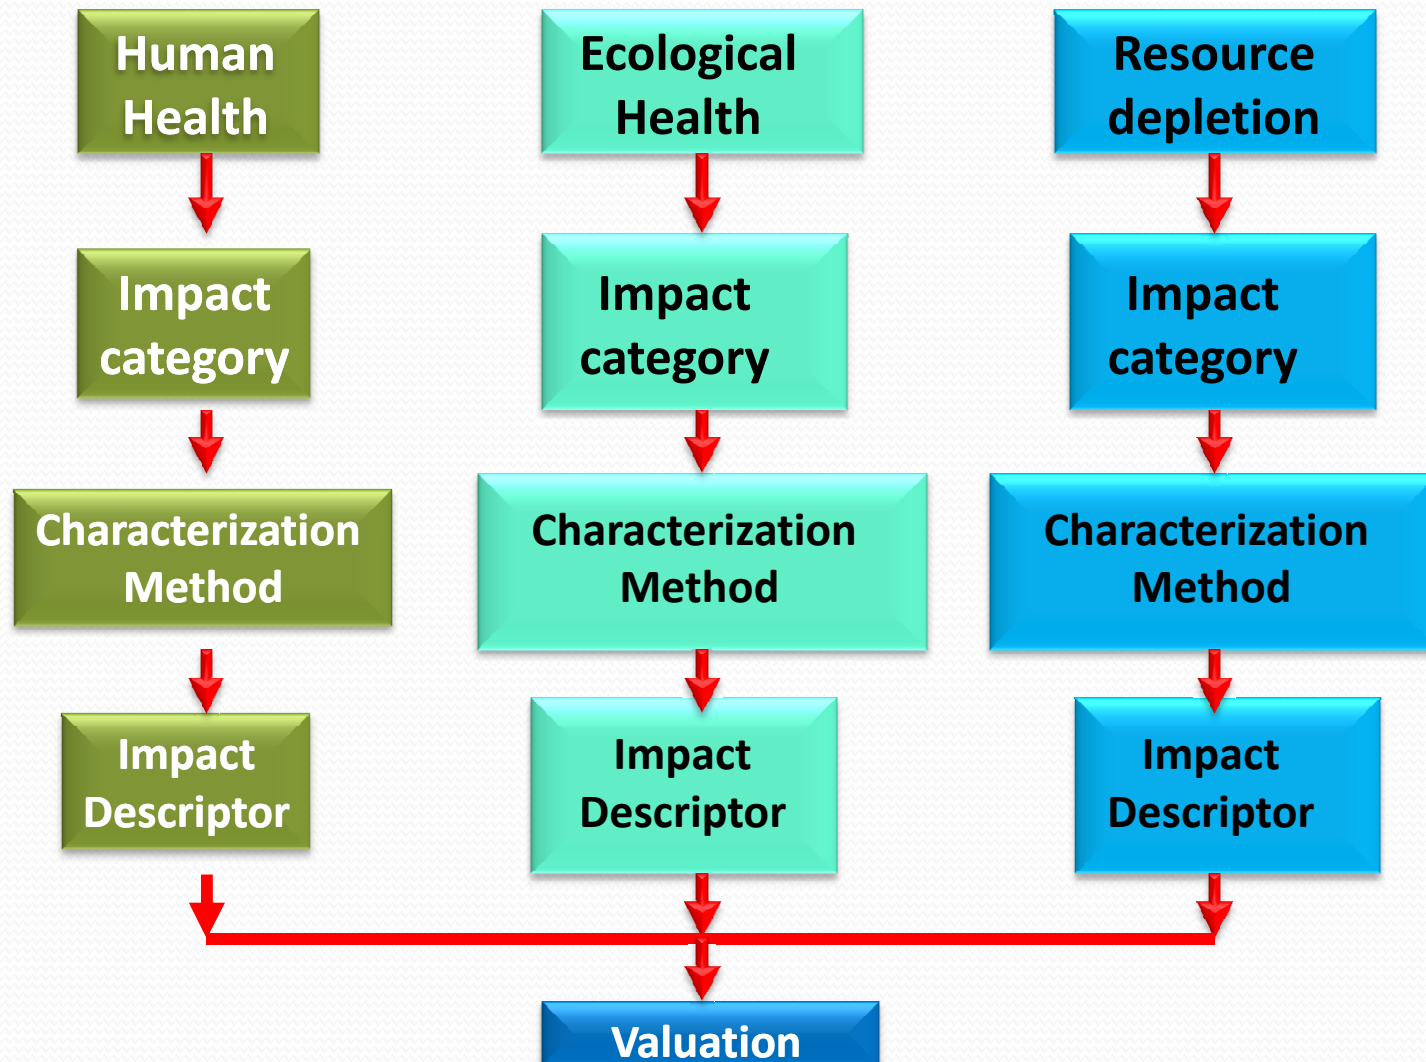 Human
Health
Ecological
Health
Resource
depletion
Impact
category
Impact
category
Impact
category
Characterization
Method
Characterization
Method
Characterization
Method
Impact
Descriptor
Impact
Descriptor
Impact
Descriptor
Valuation